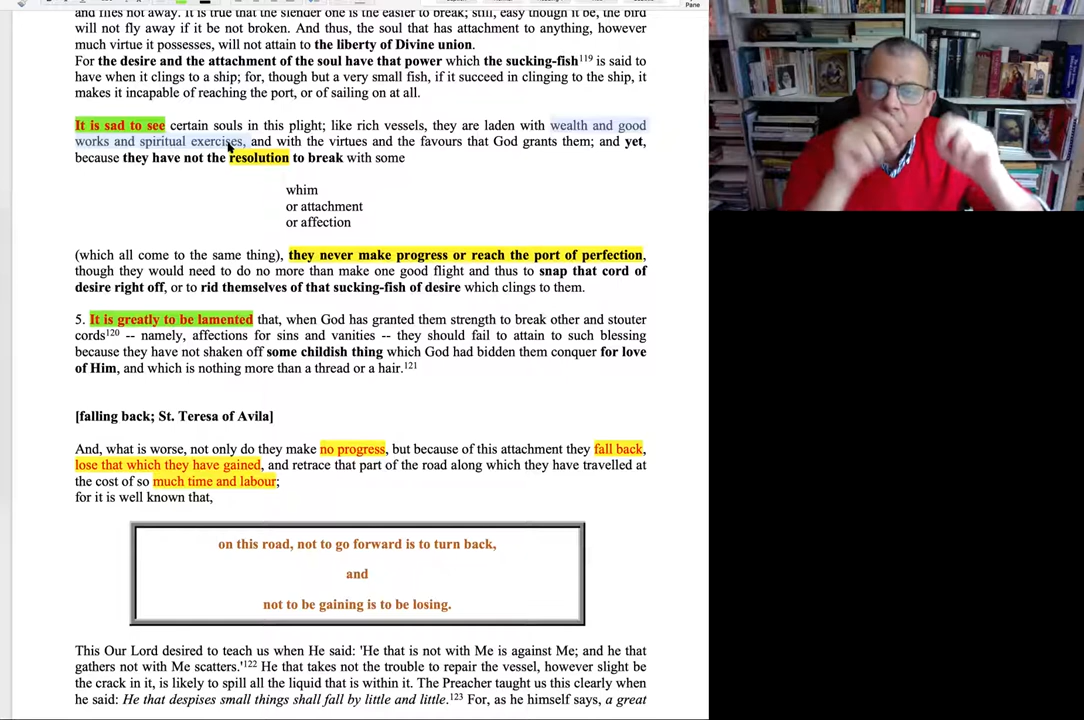 and flies not away. It is true that the slender one is the easier to break; still, easy though it be, the bird
will not fly away if it be not broken. And thus, the soul that has attachment to anything, however
much virtue it possesses, will not attain to the liberty of Divine union.
For the desire and the attachment of the soul have that power which the sucking-fish119 is said to
have when it clings to a ship; for, though but a very small fish, if it succeed in clinging to the ship, it
makes it incapable of reaching the port, or of sailing on at all.
It is sad to see certain souls in this plight; like rich vessels, they are laden with wealth and good
works and spiritual exercises, and with the virtues and the favours that God grants them; and yet,
because they have not the resolution to break with some
whim
or attachment
or affection
(which all come to the same thing), they never make progress or reach the port of perfection,
though they would need to do no more than make one good flight and thus to snap that cord of
desire right off, or to rid themselves of that sucking-fish of desire which clings to them.
5. It is greatly to be lamented that, when God has granted them strength to break other and stouter
cords120 -- namely, affections for sins and vanities -- they should fail to attain to such blessing
because they have not shaken off some childish thing which God had bidden them conquer for love
of Him, and which is nothing more than a thread or a hair.121
[falling back; St. Teresa of Avila]
And, what is worse, not only do they make no progress, but because of this attachment they fall back,
lose that which they have gained, and retrace that part of the road along which they have travelled at
the cost of so much time and labour;
for it is well known that,
on this road, not to go forward is to turn back,
and
not to be gaining is to be losing.
This Our Lord desired to teach us when He said: 'He that is not with Me is against Me; and he that
gathers not with Me scatters.'122 He that takes not the trouble to repair the vessel, however slight be
the crack in it, is likely to spill all the liquid that is within it. The Preacher taught us this clearly when
he said: He that despises small things shall fall by little and little.123 For, as he himself says, a great
Pane